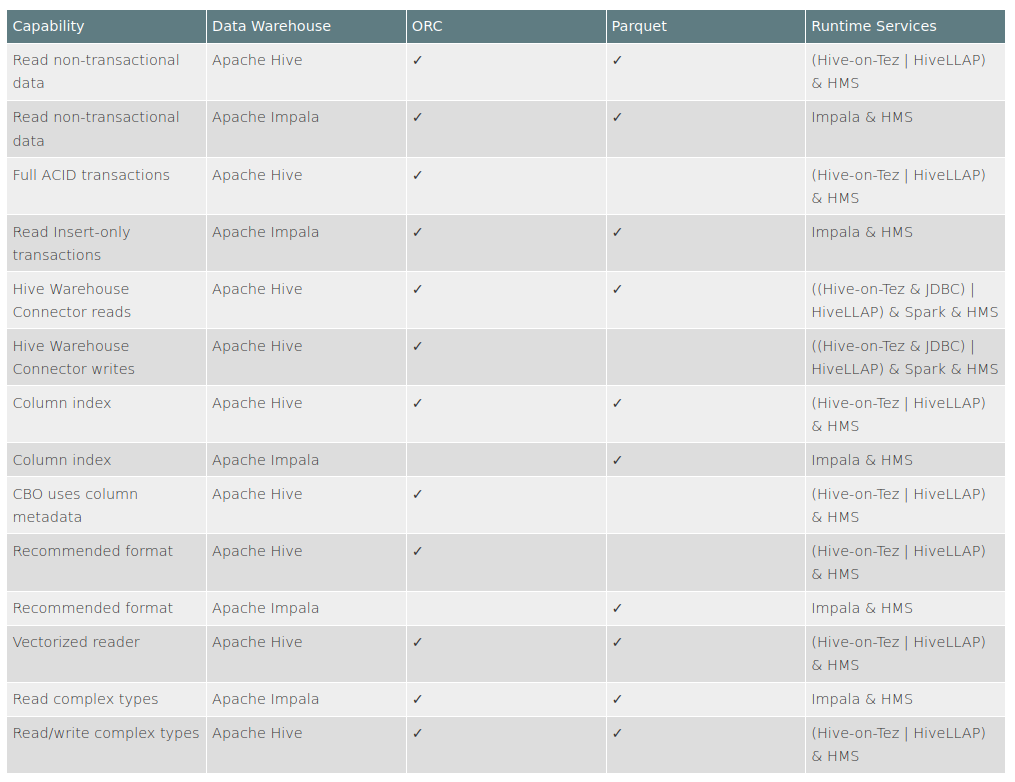 Capability Data Warehouse ORC Parquet Runtime Services
Read non-transactional Apache Hive ✓ ✓ (Hive-on-Tez | HiveLLAP)
data & HMS
Read non-transactional Apache Impala ✓ ✓ Impala & HMS
data
Full ACID transactions Apache Hive ✓ (Hive-on-Tez | HiveLLAP)
& HMS
Read Insert-only Apache Impala ✓ ✓ Impala & HMS
transactions
Hive Warehouse Apache Hive ✓ ✓ ((Hive-on-Tez & JDBC) |
Connector reads HiveLLAP) & Spark & HMS
Hive Warehouse Apache Hive ✓ ((Hive-on-Tez & JDBC) |
Connector writes HiveLLAP) & Spark & HMS
Column index Apache Hive ✓ ✓ (Hive-on-Tez | HiveLLAP)
& HMS
Column index Apache Impala ✓ Impala & HMS
CBO uses column Apache Hive ✓ (Hive-on-Tez | HiveLLAP)
metadata & HMS
Recommended format Apache Hive ✓ (Hive-on-Tez | HiveLLAP)
& HMS
Recommended format Apache Impala ✓ Impala & HMS
Vectorized reader Apache Hive ✓ ✓ (Hive-on-Tez | HiveLLAP)
& HMS
Read complex types Apache Impala ✓ ✓ Impala & HMS
Read/write complex types Apache Hive ✓ ✓ (Hive-on-Tez | HiveLLAP)
& HMS